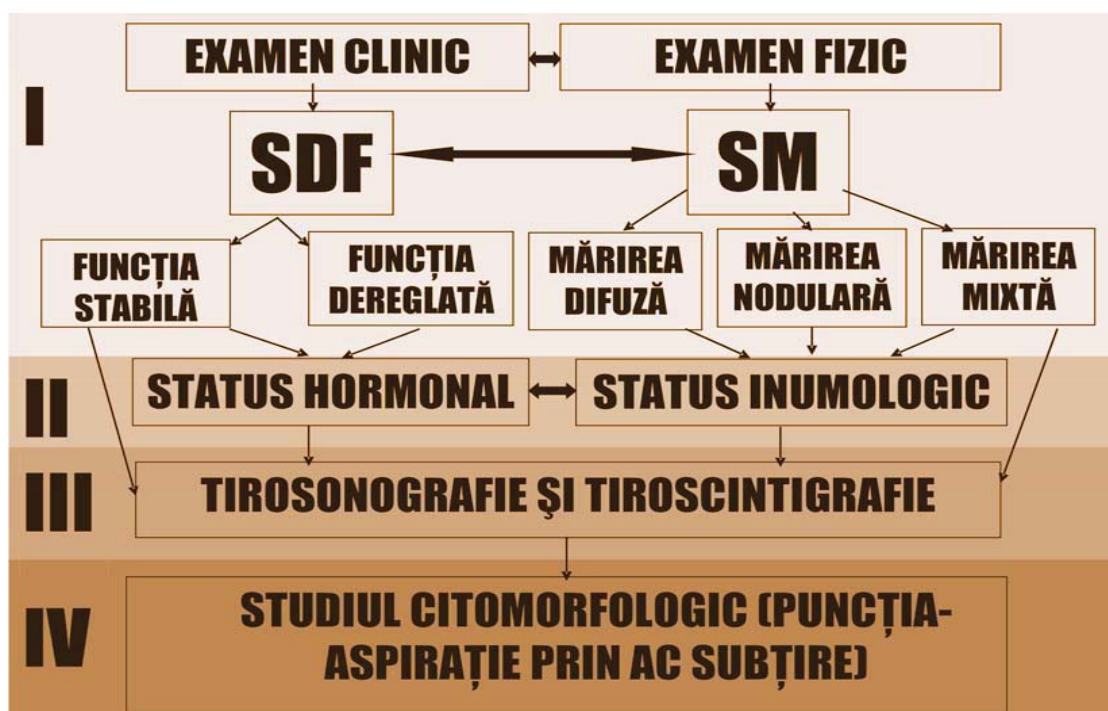 I
EXAMEN CLINIC
EXAMEN FIZIC
SDF
SM
FUNCȚIA
STABILĂ
FUNCȚIA
DEREGLATĂ
MĂRIREA
DIFUZĂ
MĂRIREA
NODULARĂ
MĂRIREA
MIXTĂ
II
STATUS HORMONAL
STATUS INUMOLOGIC
III
TIROSONOGRAFIE ŞI TIROSCINTIGRAFIE
IV
STUDIUL CITOMORFOLOGIC (PUNCȚIA-
ASPIRAȚIE PRIN AC SUBȚIRE)